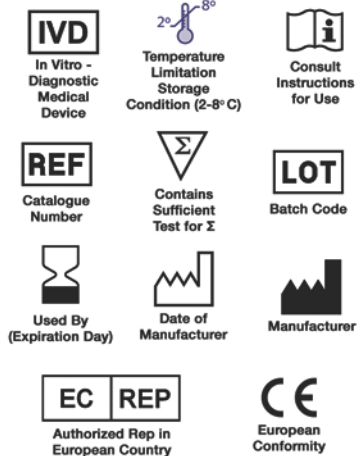 IVD
In Vitro -
Diagnostic
Medical
Device
2° 8°
Temperature
Limitation
Storage
Condition (2-8°C)
i
Consult
Instructions
for Use
REF
Catalogue
Number
Σ
Contains
Sufficient
Test for Σ
LOT
Batch Code
Used By
(Expiration Day)
Date of
Manufacturer
Manufacturer
EC REP
Authorized Rep in
European Country
CE
European
Conformity